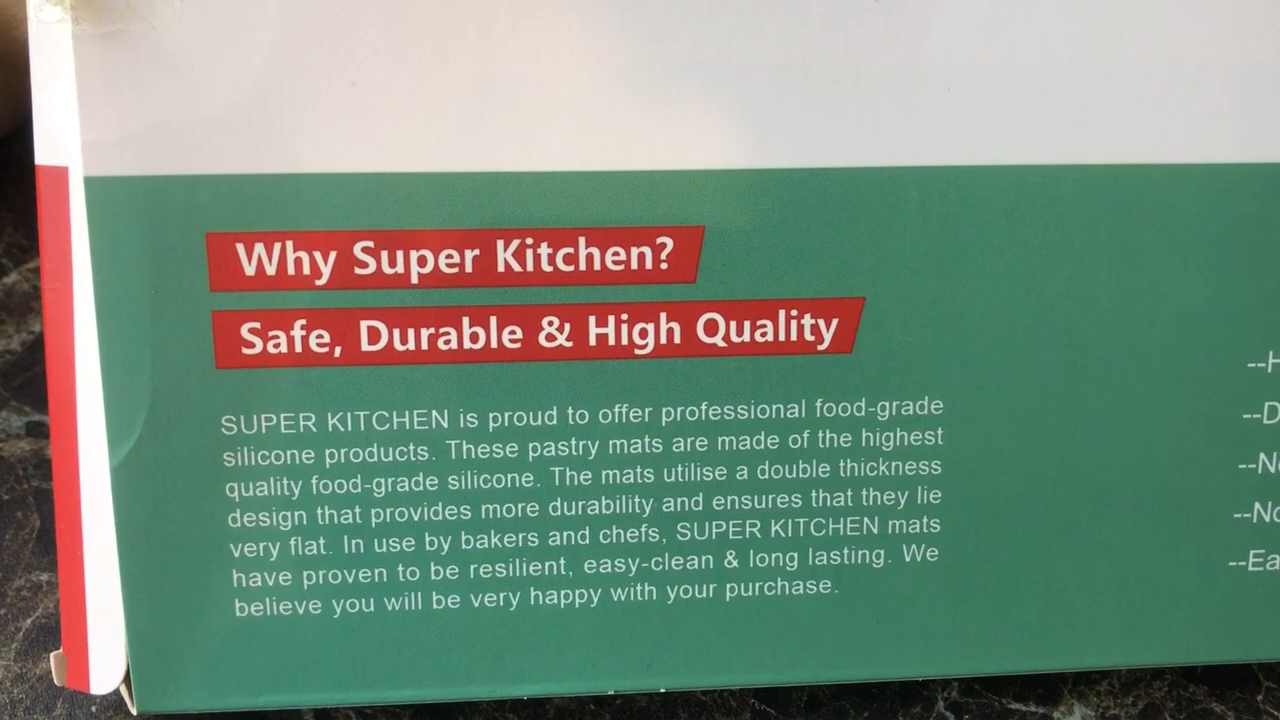 Why Super Kitchen?
Safe, Durable & High Quality
SUPER KITCHEN is proud to offer professional food-grade
silicone products. These pastry mats are made of the highest
quality food-grade silicone. The mats utilise a double thickness
design that provides more durability and ensures that they lie
very flat. In use by bakers and chefs, SUPER KITCHEN mats
have proven to be resilient, easy-clean & long lasting. We
believe you will be very happy with your purchase.